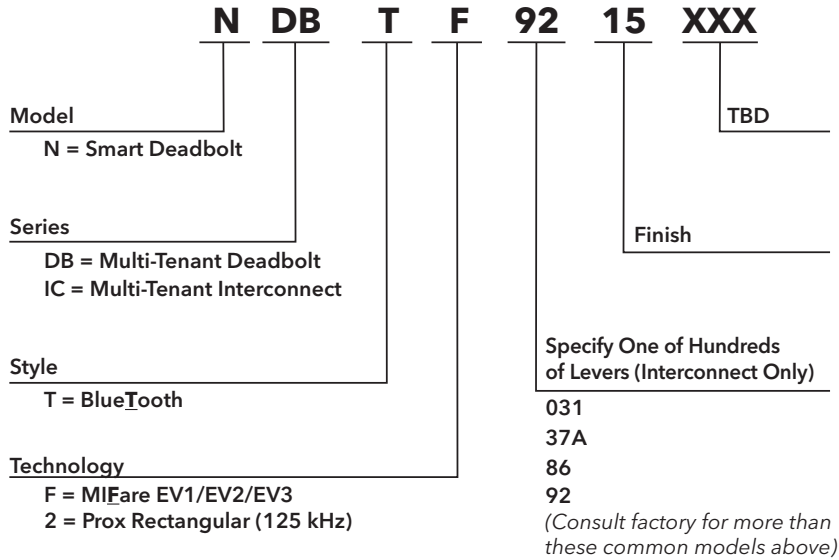 N DB T F 92 15 XXX
Model
N = Smart Deadbolt
TBD
Series
DB = Multi-Tenant Deadbolt
IC = Multi-Tenant Interconnect
Finish
Style
T = BlueTooth
Specify One of Hundreds
of Levers (Interconnect Only)
031
37A
86
92
(Consult factory for more than
these common models above)
Technology
F = MIFare EV1/EV2/EV3
2 = Prox Rectangular (125 kHz)